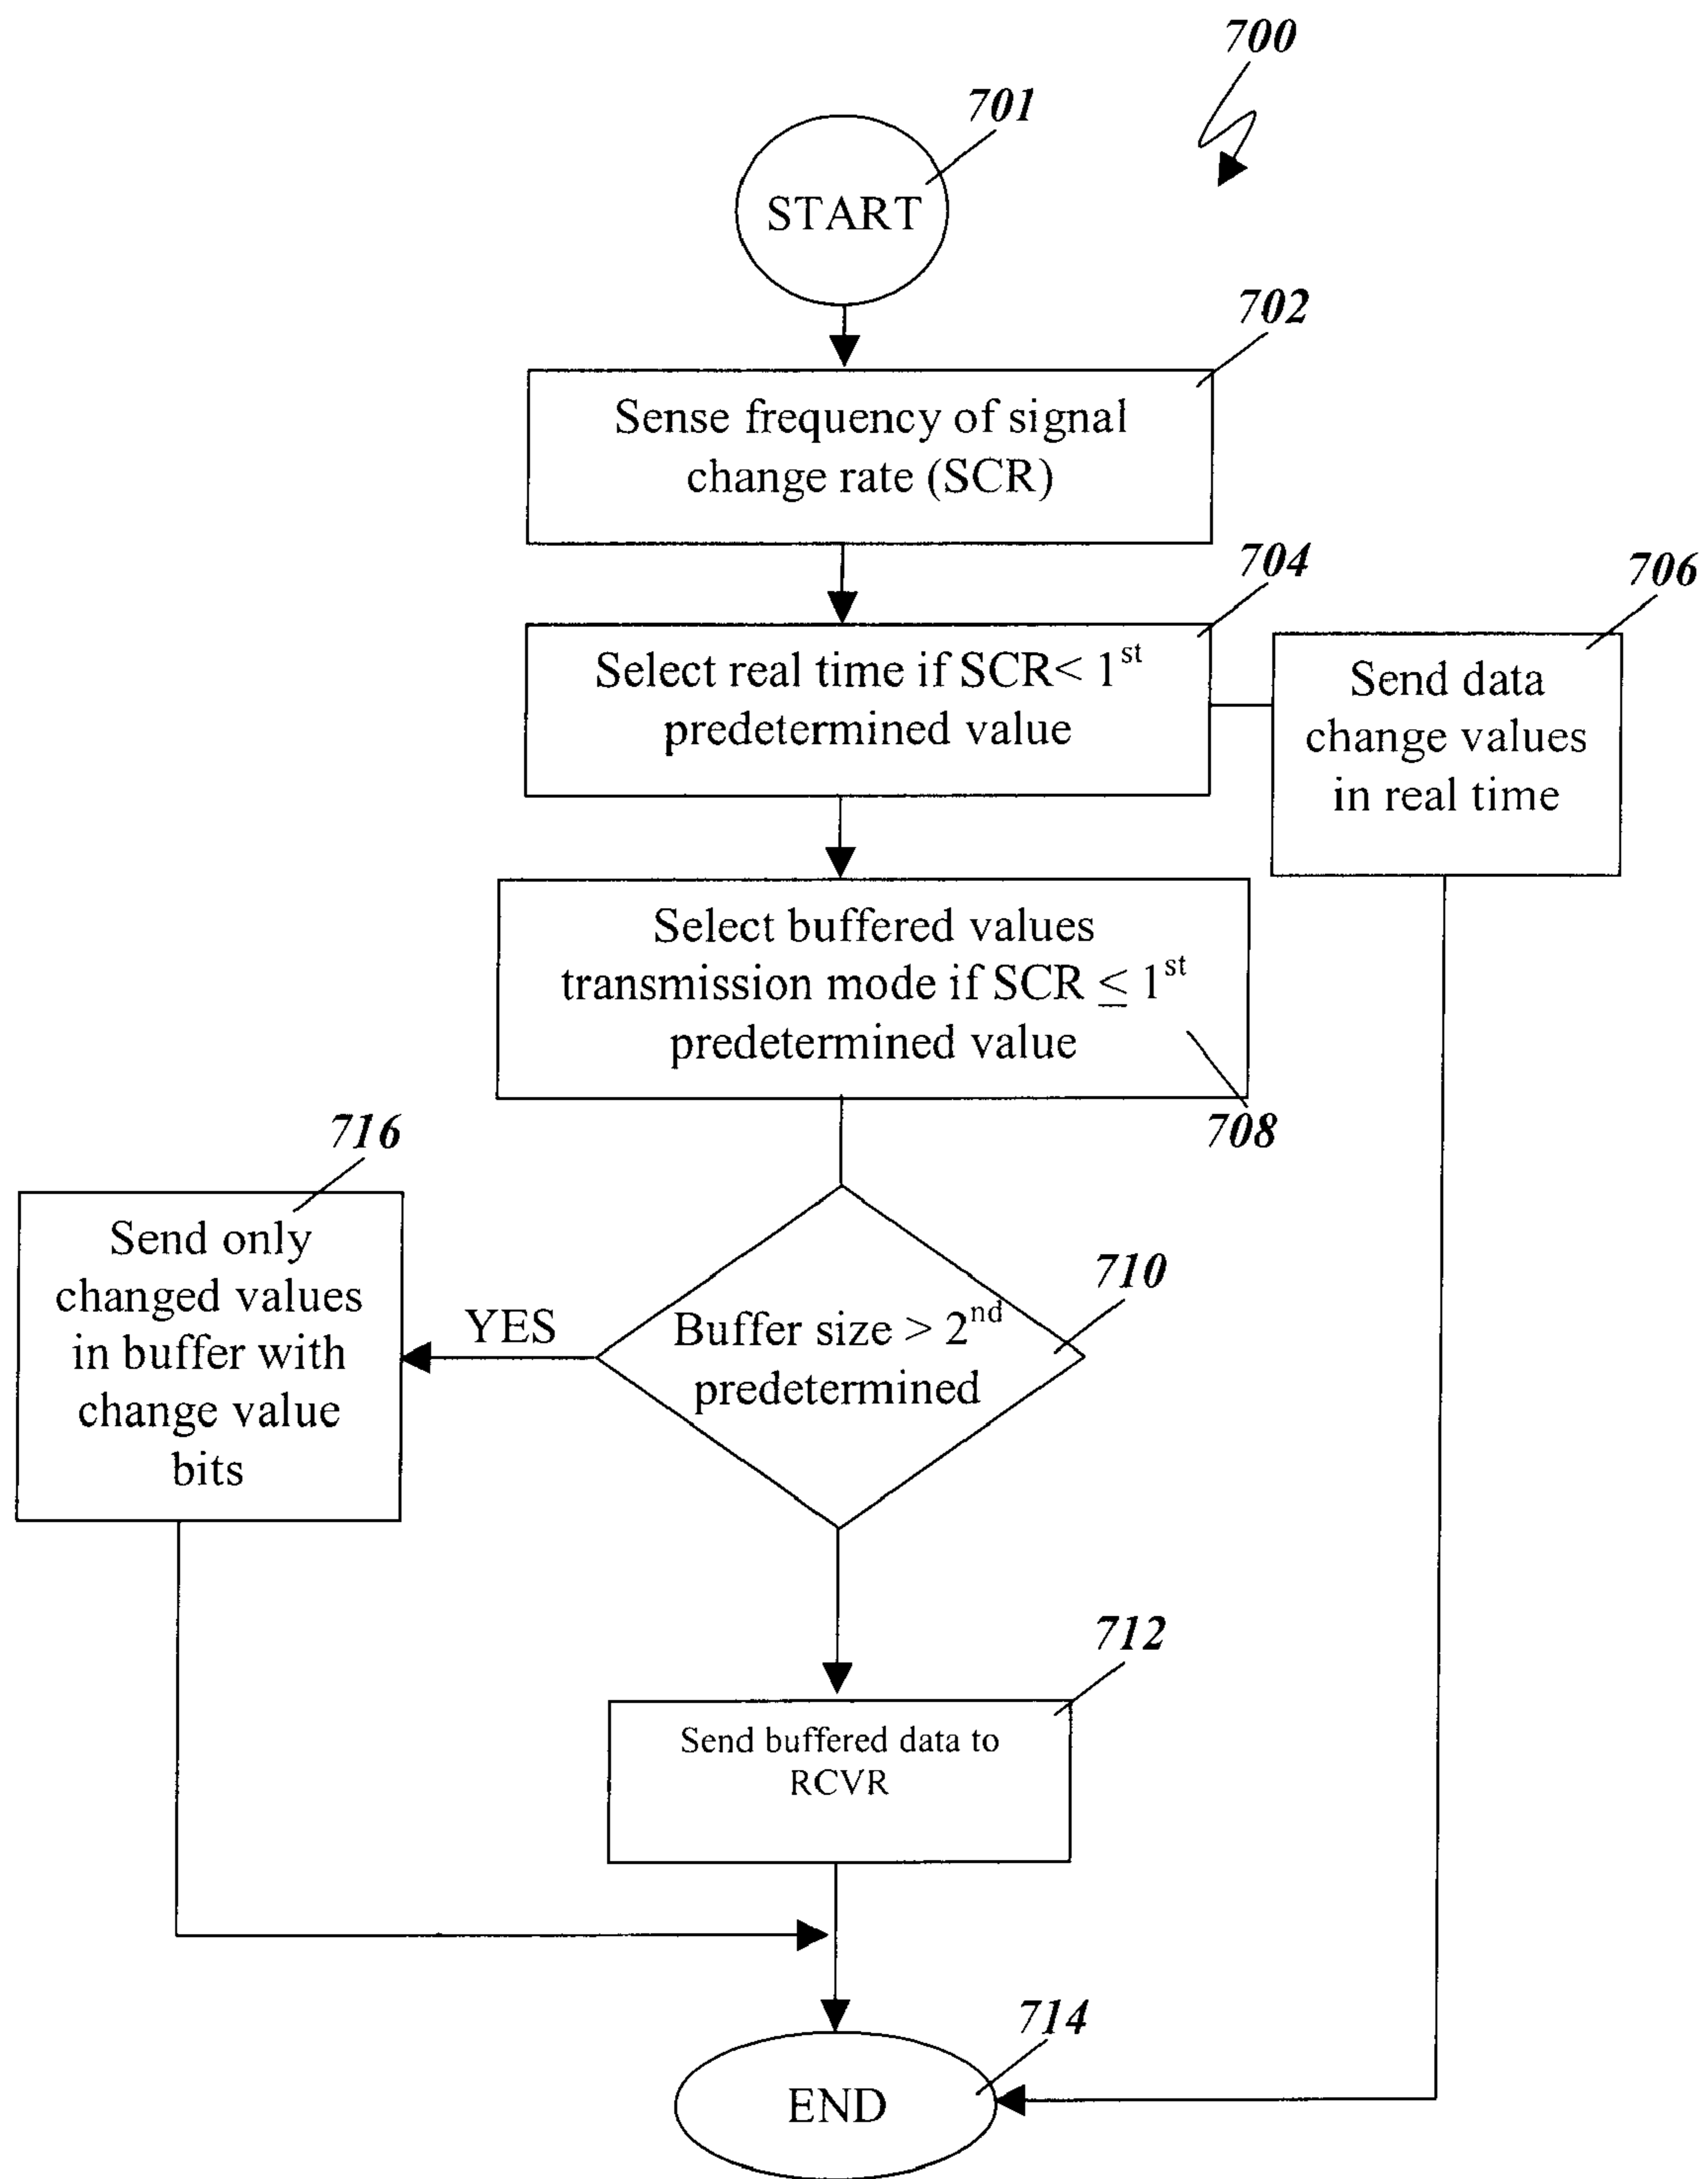 700
701
START
702
Sense frequency of signal
change rate (SCR)
704
Select real time if SCR< 1st
predetermined value
706
Send data
change values
in real time
Select buffered values
transmission mode if SCR ≤ 1st
predetermined value
708
716
Send only
changed values
in buffer with
change value
bits
YES
710
Buffer size > 2nd
predetermined
712
Send buffered data to
RCVR
714
END